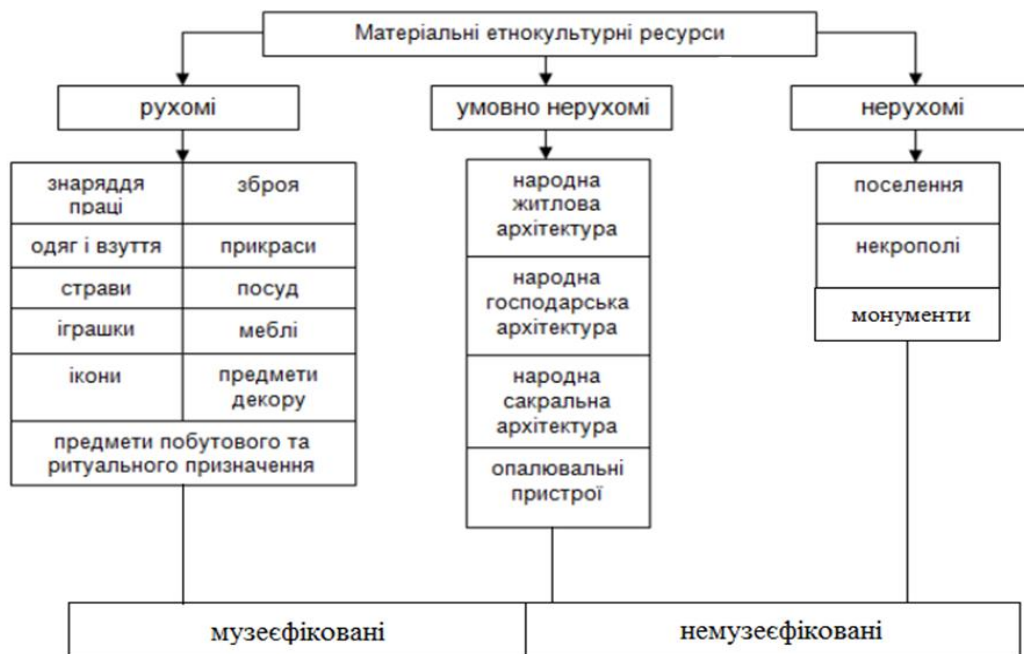 Матеріальні етнокультурні ресурси
рухомі
умовно нерухомі
нерухомі
знаряддя
праці
зброя
одяг і взуття
прикраси
страви
посуд
іграшки
меблі
ікони
предмети
декору
предмети побутового та
ритуального призначення
народна
житлова
архітектура
народна
господарська
архітектура
народна
сакральна
архітектура
опалювальні
пристрої
поселення
некрополі
монументи
музеєфіковані
немузеєфіковані